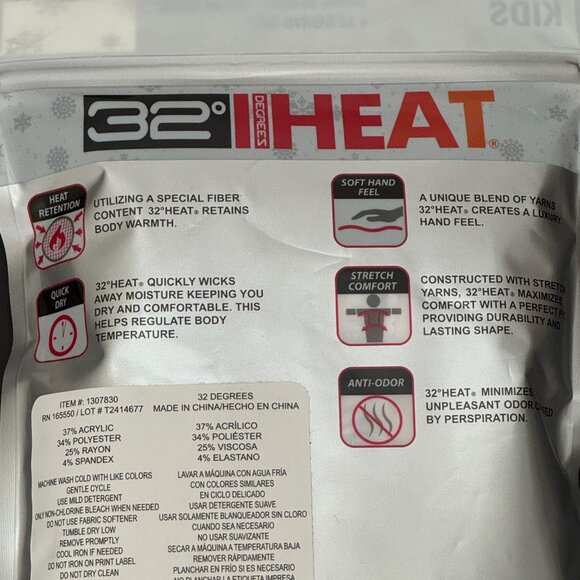 KIDS
32° DEGREES HEAT®
HEAT
RETENTION
UTILIZING A SPECIAL FIBER
CONTENT 32°HEAT® RETAINS
BODY WARMTH.
QUICK
DRY
32°HEAT® QUICKLY WICKS
AWAY MOISTURE KEEPING YOU
DRY AND COMFORTABLE. THIS
HELPS REGULATE BODY
TEMPERATURE.
SOFT HAND
FEEL
A UNIQUE BLEND OF YARNS
32°HEAT® CREATES A LUXURY
HAND FEEL.
STRETCH
COMFORT
CONSTRUCTED WITH STRETCH
YARNS, 32°HEAT® MAXIMIZES
COMFORT WITH A PERFECT FIT
PROVIDING DURABILITY AND
LASTING SHAPE.
ANTI-ODOR
32°HEAT® MINIMIZES
UNPLEASANT ODOR
BY PERSPIRATION.
ITEM #: 1307830
RN 165550 / LOT # T2414677
37% ACRYLIC
34% POLYESTER
25% RAYON
4% SPANDEX
MACHINE WASH COLD WITH LIKE COLORS
GENTLE CYCLE
USE MILD DETERGENT
ONLY NON-CHLORINE BLEACH WHEN NEEDED
DO NOT USE FABRIC SOFTENER
TUMBLE DRY LOW
REMOVE PROMPTLY
COOL IRON IF NEEDED
DO NOT IRON ON PRINT LABEL
DO NOT DRY CLEAN
32 DEGREES
MADE IN CHINA/HECHO EN CHINA
37% ACRÍLICO
34% POLIÉSTER
25% VISCOSA
4% ELASTANO
LAVAR A MÁQUINA CON AGUA FRÍA
CON COLORES SIMILARES
EN CICLO DELICADO
USAR DETERGENTE SUAVE
USAR SOLAMENTE BLANQUEADOR SIN CLORO
CUANDO SEA NECESARIO
NO USAR SUAVIZANTE
SECAR A MÁQUINA A TEMPERATURA BAJA
REMOVER RÁPIDAMENTE
PLANCHAR EN FRÍO SI ES NECESARIO
NO PLANCHAR LA ETIQUETA IMPRESA